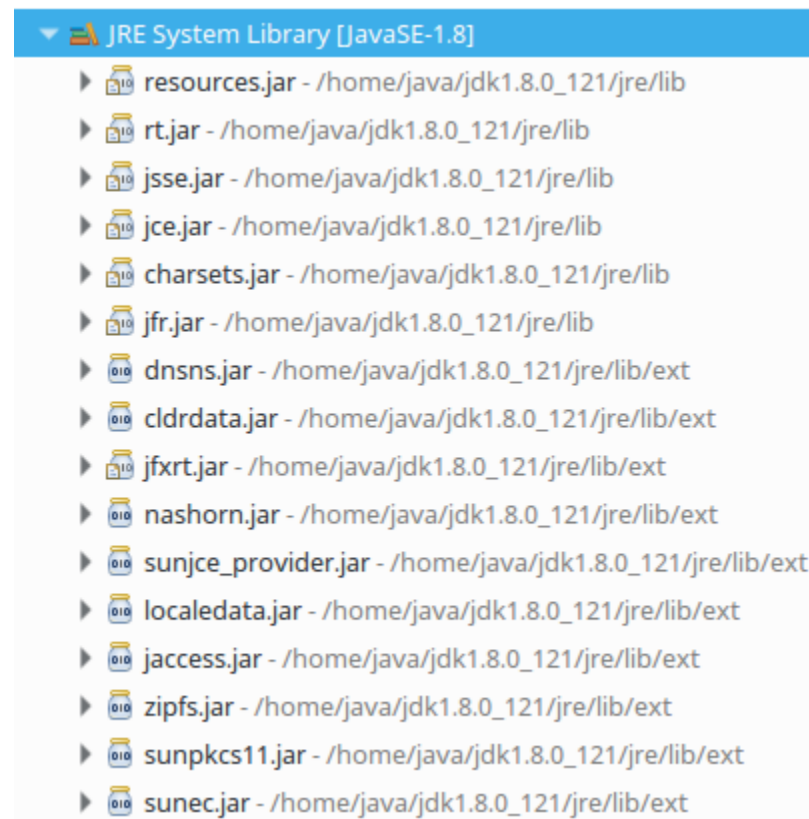 JRE System Library [JavaSE-1.8]
resources.jar - /home/java/jdk1.8.0_121/jre/lib
rt.jar - /home/java/jdk1.8.0_121/jre/lib
jsse.jar - /home/java/jdk1.8.0_121/jre/lib
jce.jar - /home/java/jdk1.8.0_121/jre/lib
charsets.jar - /home/java/jdk1.8.0_121/jre/lib
jfr.jar - /home/java/jdk1.8.0_121/jre/lib
dnsns.jar - /home/java/jdk1.8.0_121/jre/lib/ext
cldrdata.jar - /home/java/jdk1.8.0_121/jre/lib/ext
jfxrt.jar - /home/java/jdk1.8.0_121/jre/lib/ext
nashorn.jar - /home/java/jdk1.8.0_121/jre/lib/ext
sunjce_provider.jar - /home/java/jdk1.8.0_121/jre/lib/ext
localedata.jar - /home/java/jdk1.8.0_121/jre/lib/ext
jaccess.jar - /home/java/jdk1.8.0_121/jre/lib/ext
zipfs.jar - /home/java/jdk1.8.0_121/jre/lib/ext
sunpkcs11.jar - /home/java/jdk1.8.0_121/jre/lib/ext
sunec.jar - /home/java/jdk1.8.0_121/jre/lib/ext